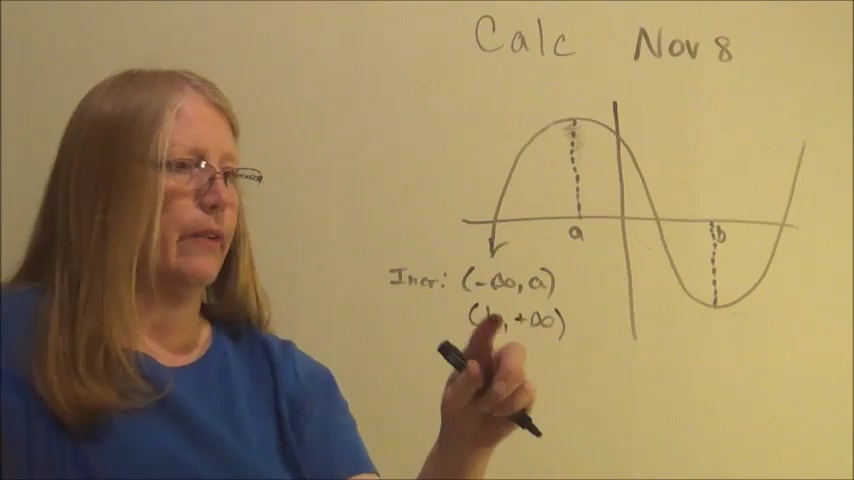 Calc Nov 8
a
b
Incr: (-∞, a)
(b, +∞)